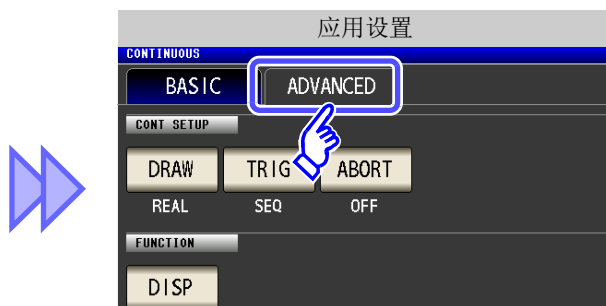 应用设置
CONTINUOUS
BASIC ADVANCED
CONT SETUP
DRAW TRIG ABORT
REAL SEQ OFF
FUNCTION
DISP